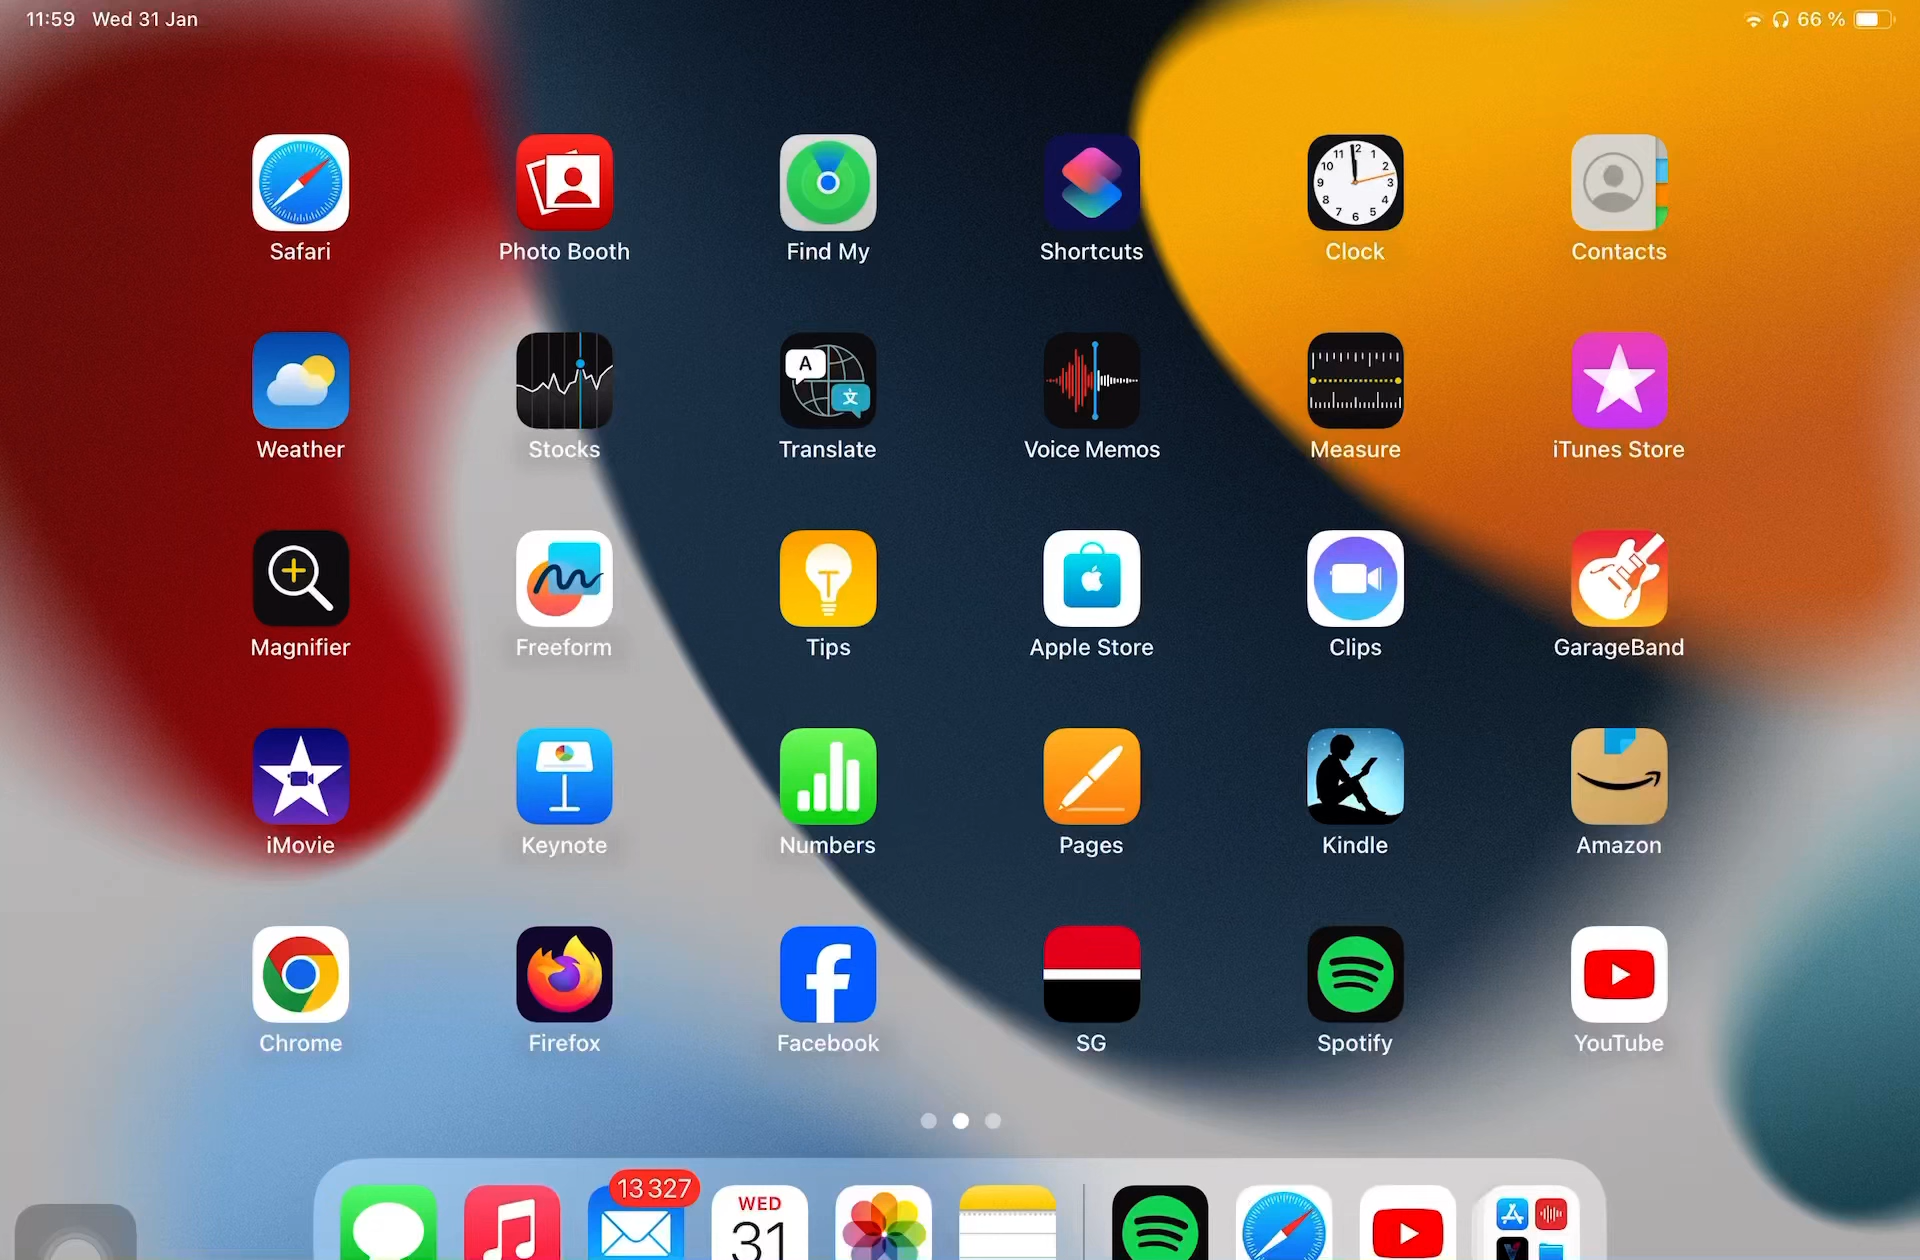 11:59 Wed 31 Jan
66 %
Safari Photo Booth Find My Shortcuts Clock Contacts
Weather Stocks Translate Voice Memos Measure iTunes Store
Magnifier Freeform Tips Apple Store Clips GarageBand
iMovie Keynote Numbers Pages Kindle Amazon
Chrome Firefox Facebook SG Spotify YouTube
13 327
WED
31